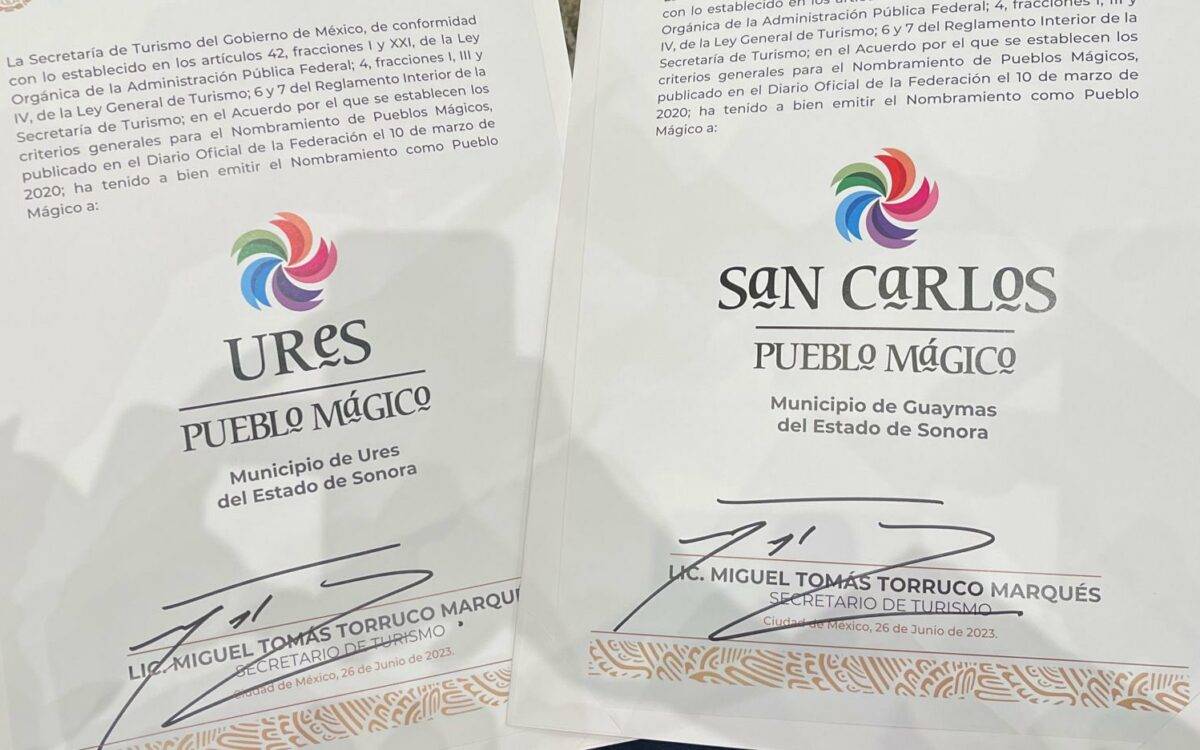 La Secretaría de Turismo del Gobierno de México, de conformidad
con lo establecido en los artículos 42, fracciones I y XXI, de la Ley
Orgánica de la Administración Pública Federal; 4, fracciones I, III y
IV, de la Ley General de Turismo; 6 y 7 del Reglamento Interior de la
Secretaría de Turismo; en el Acuerdo por el que se establecen los
criterios generales para el Nombramiento de Pueblos Mágicos,
publicado en el Diario Oficial de la Federación el 10 de marzo de
2020; ha tenido a bien emitir el Nombramiento como Pueblo
Mágico a:
URES
PUEBLO MÁGICO
Municipio de Ures
del Estado de Sonora
LIC. MIGUEL TOMÁS TORRUCO MARQU
SECRETARIO DE TURISMO
Ciudad de México, 26 de Junio de 2023.
con lo establecido en los
Orgánica de la Administración Pública Federal; 4, fracciones I, III y
IV, de la Ley General de Turismo; 6 y 7 del Reglamento Interior de la
Secretaría de Turismo; en el Acuerdo por el que se establecen los
criterios generales para el Nombramiento de Pueblos Mágicos,
publicado en el Diario Oficial de la Federación el 10 de marzo de
2020; ha tenido a bien emitir el Nombramiento como Pueblo
Mágico a:
SAN CARLOS
PUEBLO MÁGICO
Municipio de Guaymas
del Estado de Sonora
LIC. MIGUEL TOMÁS TORRUCO MARQUÉS
SECRETARIO DE TURISMO
Ciudad de México, 26 de Junio de 2023.